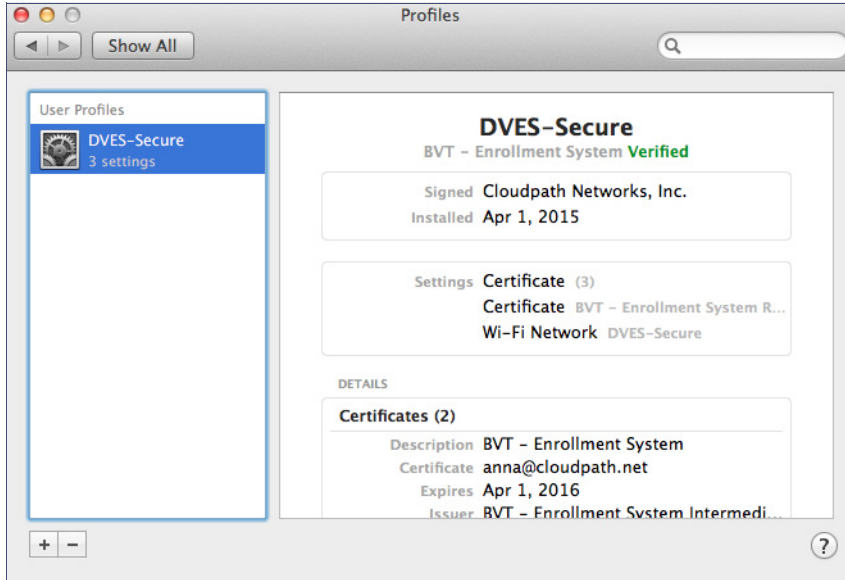 Profiles
Show All
User Profiles
DVES-Secure
3 settings
DVES-Secure
BVT - Enrollment System Verified
Signed Cloudpath Networks, Inc.
Installed Apr 1, 2015
Settings Certificate (3)
Certificate BVT - Enrollment System R...
Wi-Fi Network DVES-Secure
DETAILS
Certificates (2)
Description BVT - Enrollment System
Certificate anna@cloudpath.net
Expires Apr 1, 2016
Issuer BVT - Enrollment System Intermedi...
+ -
?